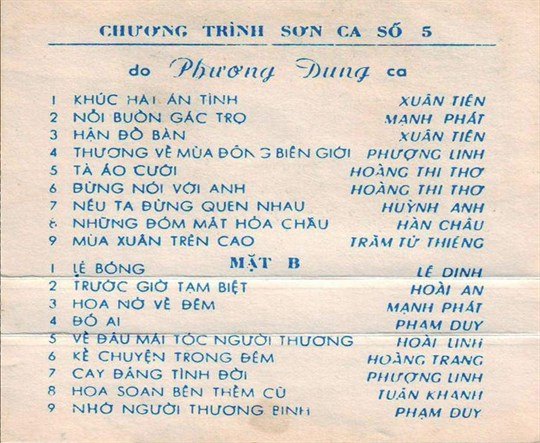 CHƯƠNG TRÌNH SƠN CA SỐ 5
do Phương Dung ca
1 KHÚC HÁT ÂN TÌNH XUÂN TIÊN
2 NỖI BUỒN GÁC TRỌ MẠNH PHÁT
3 HẬN ĐỒ BÀN XUÂN TIÊN
4 THƯƠNG VỀ MÙA ĐÔNG BIÊN GIỚI PHƯỢNG LINH
5 TÀ ÁO CƯỚI HOÀNG THI THƠ
6 ĐỪNG NÓI VỚI ANH HOÀNG THI THƠ
7 NẾU TA ĐỪNG QUEN NHAU HUỲNH ANH
8 NHỮNG ĐÓM MẮT HỎA CHÂU HÀN CHÂU
9 MÙA XUÂN TRÊN CAO TRẦM TỬ THIÊNG
MẶT B
1 LỆ BÓNG LÊ DINH
2 TRƯỚC GIỜ TẠM BIỆT HOÀI AN
3 HOA NỞ VỀ ĐÊM MẠNH PHÁT
4 ĐỐ AI PHẠM DUY
5 VỀ ĐÂU MÁI TÓC NGƯỜI THƯƠNG HOÀI LINH
6 KỂ CHUYỆN TRONG ĐÊM HOÀNG TRANG
7 CAY ĐẮNG TÌNH ĐỜI PHƯỢNG LINH
8 HOA SOAN BÊN THỀM CŨ TUẤN KHANH
9 NHỚ NGƯỜI THƯƠNG BINH PHẠM DUY